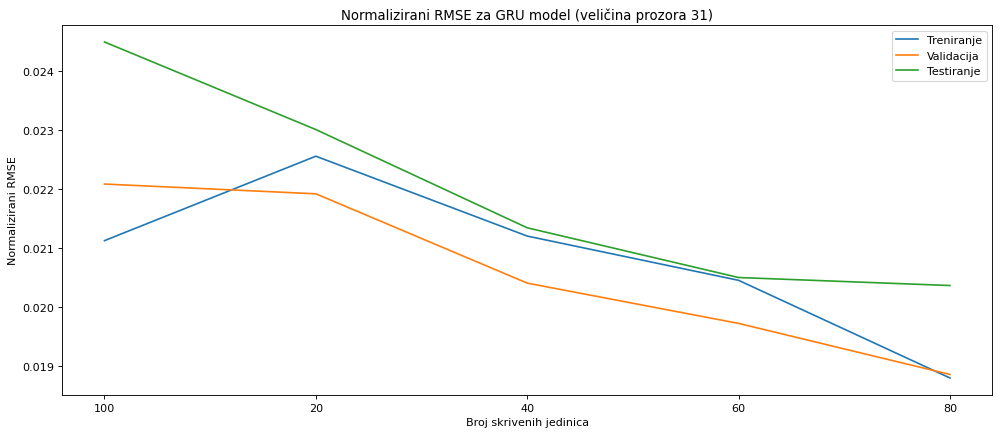 Normalizirani RMSE za GRU model (veličina prozora 31)
Treniranje
Validacija
Testiranje
Normalizirani RMSE
0.024
0.023
0.022
0.021
0.020
0.019
100 20 40 60 80
Broj skrivenih jedinica